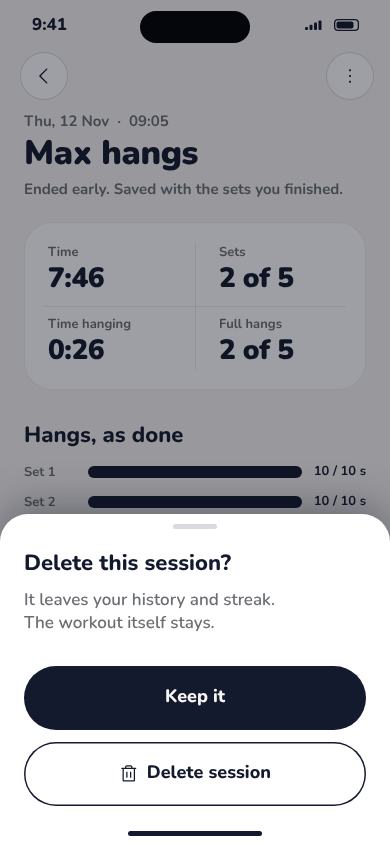 9:41
Thu, 12 Nov · 09:05
Max hangs
Ended early. Saved with the sets you finished.
Time
7:46
Sets
2 of 5
Time hanging
0:26
Full hangs
2 of 5
Hangs, as done
Set 1 10 / 10 s
Set 2 10 / 10 s
Delete this session?
It leaves your history and streak.
The workout itself stays.
Keep it
Delete session